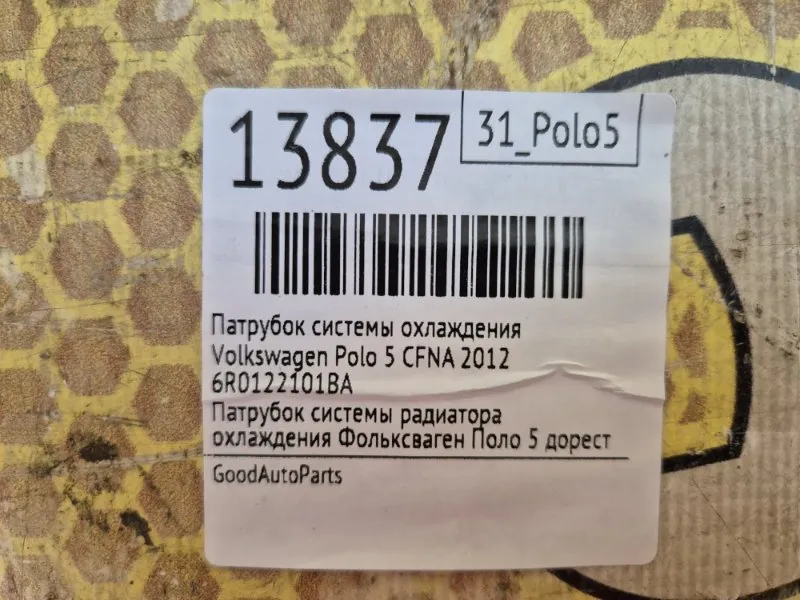 13837
31_Polo5
Патрубок системы охлаждения
Volkswagen Polo 5 CFNA 2012
6R0122101BA
Патрубок системы радиатора
охлаждения Фольксваген Поло 5 дорест
GoodAutoParts